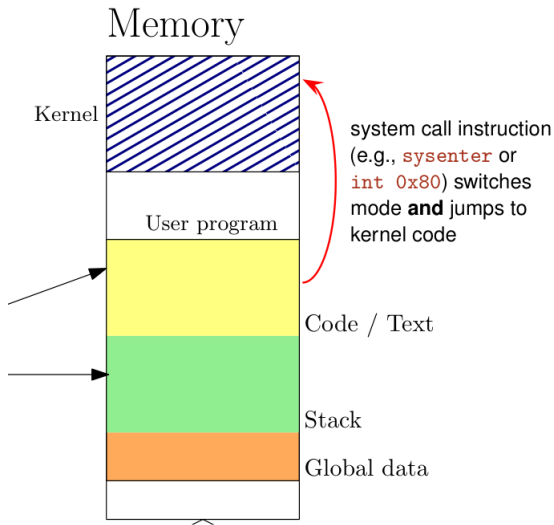 Memory
Kernel
system call instruction
(e.g., sysenter or
int 0x80) switches
mode and jumps to
kernel code
User program
Code / Text
Stack
Global data